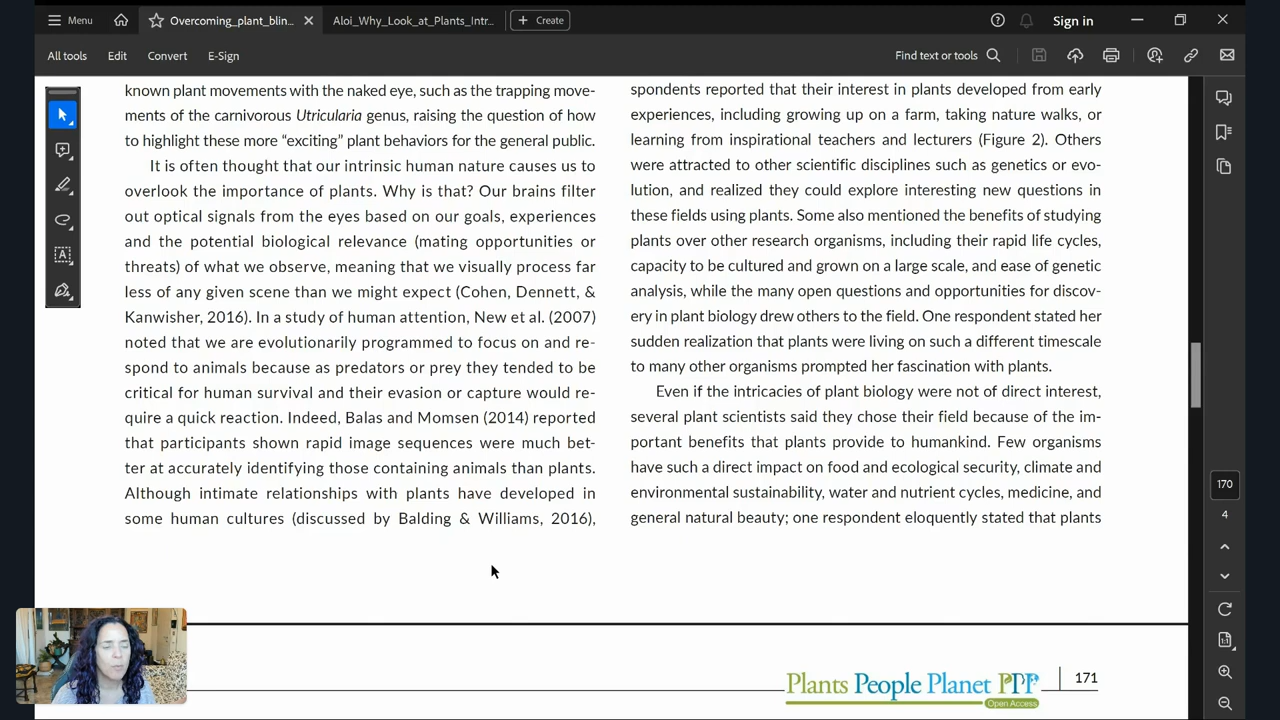 Menu
Overcoming_plant_blin...
Aloi_Why_Look_at_Plants_Intr...
Create
Sign in
All tools
Edit
Convert
E-Sign
Find text or tools
known plant movements with the naked eye, such as the trapping move-
ments of the carnivorous Utricularia genus, raising the question of how
to highlight these more “exciting” plant behaviors for the general public.
It is often thought that our intrinsic human nature causes us to
overlook the importance of plants. Why is that? Our brains filter
out optical signals from the eyes based on our goals, experiences
and the potential biological relevance (mating opportunities or
threats) of what we observe, meaning that we visually process far
less of any given scene than we might expect (Cohen, Dennett, &
Kanwisher, 2016). In a study of human attention, New et al. (2007)
noted that we are evolutionarily programmed to focus on and re-
spond to animals because as predators or prey they tended to be
critical for human survival and their evasion or capture would re-
quire a quick reaction. Indeed, Balas and Momsen (2014) reported
that participants shown rapid image sequences were much bet-
ter at accurately identifying those containing animals than plants.
Although intimate relationships with plants have developed in
some human cultures (discussed by Balding & Williams, 2016),
spondents reported that their interest in plants developed from early
experiences, including growing up on a farm, taking nature walks, or
learning from inspirational teachers and lecturers (Figure 2). Others
were attracted to other scientific disciplines such as genetics or evo-
lution, and realized they could explore interesting new questions in
these fields using plants. Some also mentioned the benefits of studying
plants over other research organisms, including their rapid life cycles,
capacity to be cultured and grown on a large scale, and ease of genetic
analysis, while the many open questions and opportunities for discov-
ery in plant biology drew others to the field. One respondent stated her
sudden realization that plants were living on such a different timescale
to many other organisms prompted her fascination with plants.
Even if the intricacies of plant biology were not of direct interest,
several plant scientists said they chose their field because of the im-
portant benefits that plants provide to humankind. Few organisms
have such a direct impact on food and ecological security, climate and
environmental sustainability, water and nutrient cycles, medicine, and
general natural beauty; one respondent eloquently stated that plants
170
4
1:1
Plants People Planet PPP
Open Access
171